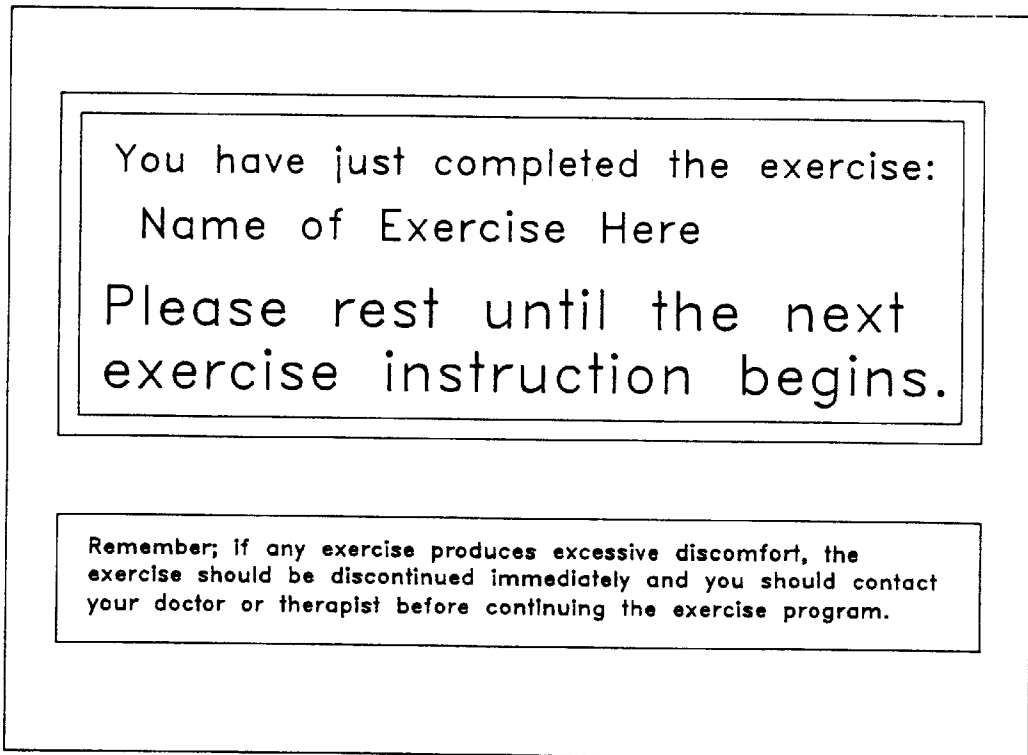 You have just completed the exercise:
Name of Exercise Here
Please rest until the next
exercise instruction begins.
Remember; if any exercise produces excessive discomfort, the
exercise should be discontinued immediately and you should contact
your doctor or therapist before continuing the exercise program.